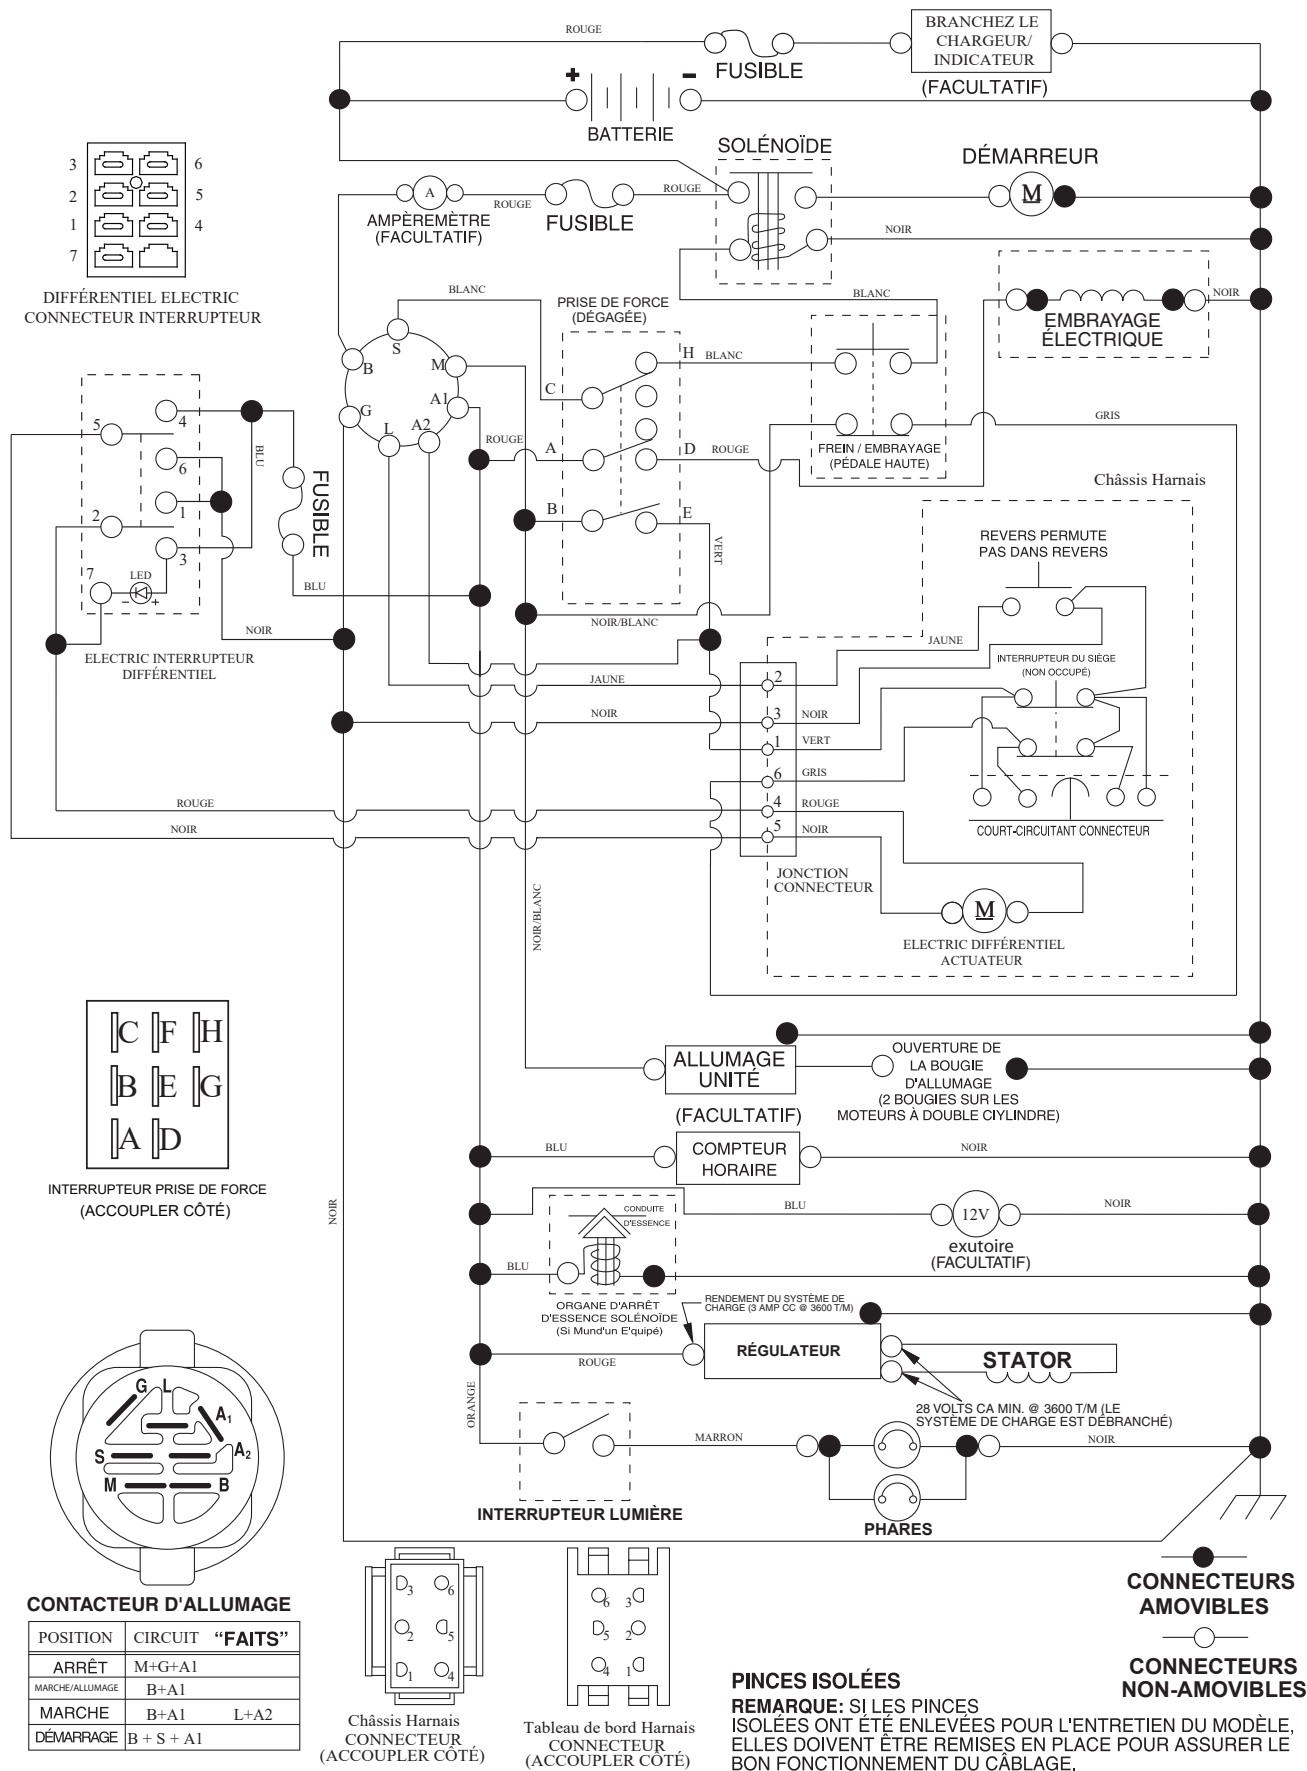 ROUGE
FUSIBLE
BRANCHEZ LE
CHARGEUR/
INDICATEUR
(FACULTATIF)
+
-
BATTERIE
SOLÉNOÏDE
DÉMARREUR
M
3
6
2
5
1
4
7
DIFFÉRENTIEL ELECTRIC
CONNECTEUR INTERRUPTEUR
A
AMPÈREMÈTRE
(FACULTATIF)
ROUGE
FUSIBLE
ROUGE
NOIR
BLANC
PRISE DE FORCE
(DÉGAGÉE)
BLANC
NOIR
EMBRAYAGE
ÉLECTRIQUE
S
B
M
G
A1
L
A2
C
H
BLANC
ROUGE
A
D
ROUGE
B
E
VERT
FREIN / EMBRAYAGE
(PÉDALE HAUTE)
GRIS
5
4
BLU
6
1
2
3
7
LED
-
+
FUSIBLE
BLU
NOIR
ELECTRIC INTERRUPTEUR
DIFFÉRENTIEL
NOIR/BLANC
Châssis Harnais
REVERS PERMUTE
PAS DANS REVERS
JAUNE
INTERRUPTEUR DU SIÈGE
(NON OCCUPÉ)
JAUNE
2
NOIR
3
NOIR
1
VERT
6
GRIS
ROUGE
4
ROUGE
NOIR
5
NOIR
COURT-CIRCUITANT CONNECTEUR
JONCTION
CONNECTEUR
M
ELECTRIC DIFFÉRENTIEL
ACTUATEUR
NOIR/BLANC
C F H
B E G
A D
INTERRUPTEUR PRISE DE FORCE
(ACCOUPLER CÔTÉ)
ALLUMAGE
UNITÉ
OUVERTURE DE
LA BOUGIE
D'ALLUMAGE
(2 BOUGIES SUR LES
MOTEURS À DOUBLE CIYLINDRE)
(FACULTATIF)
BLU
COMPTEUR
HORAIRE
NOIR
NOIR
CONDUITE
D'ESSENCE
BLU
12V
NOIR
exutoire
(FACULTATIF)
BLU
ORGANE D'ARRÊT
D'ESSENCE SOLÉNOÏDE
(Si Mund'un E'quipé)
RENDEMENT DU SYSTÈME DE
CHARGE (3 AMP CC @ 3600 T/M)
ROUGE
RÉGULATEUR
STATOR
28 VOLTS CA MIN. @ 3600 T/M (LE
SYSTÈME DE CHARGE EST DÉBRANCHÉ)
ORANGE
MARRON
NOIR
INTERRUPTEUR LUMIÈRE
PHARES
G
L
A1
S
A2
M
B
CONTACTEUR D'ALLUMAGE
POSITION CIRCUIT "FAITS"
ARRÊT M+G+A1
MARCHE/ALLUMAGE B+A1
MARCHE B+A1 L+A2
DÉMARRAGE B + S + A1
3 6
2 5
1 4
Châssis Harnais
CONNECTEUR
(ACCOUPLER CÔTÉ)
6 3
5 2
4 1
Tableau de bord Harnais
CONNECTEUR
(ACCOUPLER CÔTÉ)
CONNECTEURS
AMOVIBLES
CONNECTEURS
NON-AMOVIBLES
PINCES ISOLÉES
REMARQUE: SI LES PINCES
ISOLÉES ONT ÉTÉ ENLEVÉES POUR L'ENTRETIEN DU MODÈLE,
ELLES DOIVENT ÊTRE REMISES EN PLACE POUR ASSURER LE
BON FONCTIONNEMENT DU CÂBLAGE.